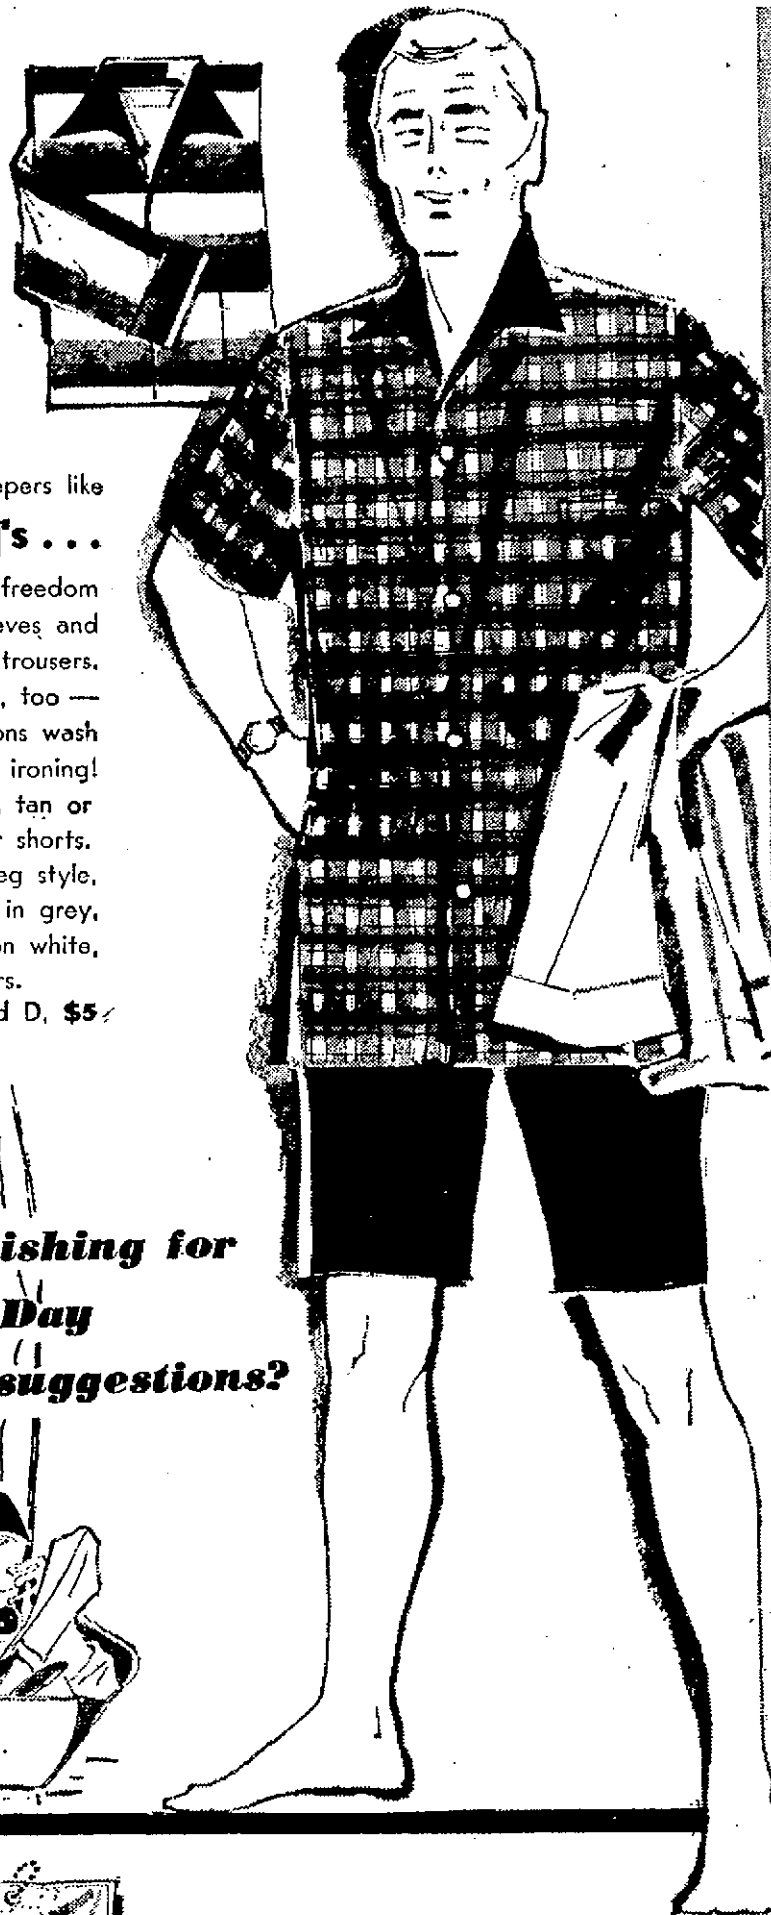 epers like
's...
freedom
eves and
trousers.
, too —
ons wash
ironing!
tan or
shorts.
eg style,
in grey,
on white,
rs.
d D, $5
ishing for
Day
suggestions?